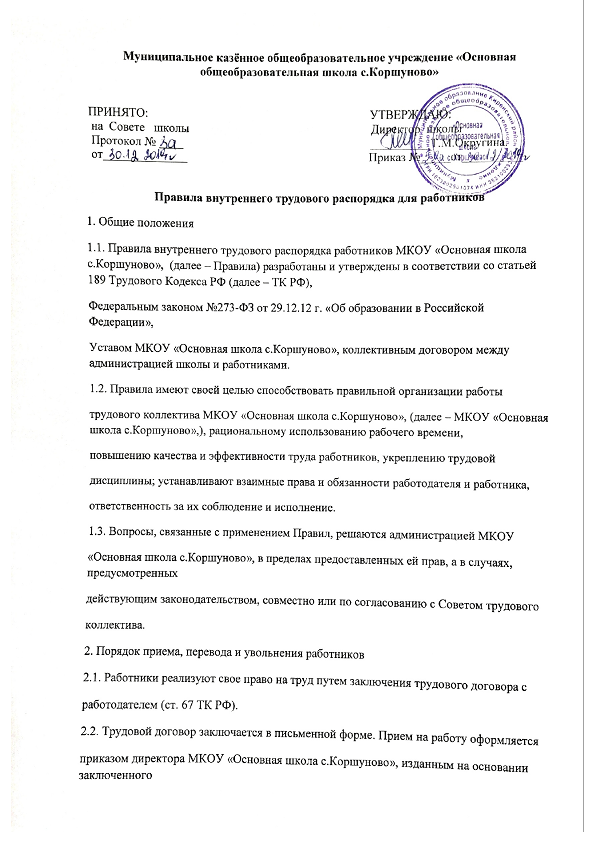 Муниципальное казённое общеобразовательное учреждение «Основная
общеобразовательная школа с.Коршуново»
ПРИНЯТО:
на Совете школы
Протокол № 3а
от 30.12 2014г
УТВЕРЖДАЮ:
Директор школы
Г.М.Округина
Приказ №
Основная
общеобразовательная
школа
с. Коршуново
Правила внутреннего трудового распорядка для работников
1. Общие положения
1.1. Правила внутреннего трудового распорядка работников МКОУ «Основная школа
с.Коршуново», (далее – Правила) разработаны и утверждены в соответствии со статьей
189 Трудового Кодекса РФ (далее – ТК РФ),
Федеральным законом №273-ФЗ от 29.12.12 г. «Об образовании в Российской
Федерации»,
Уставом МКОУ «Основная школа с.Коршуново», коллективным договором между
администрацией школы и работниками.
1.2. Правила имеют своей целью способствовать правильной организации работы
трудового коллектива МКОУ «Основная школа с.Коршуново», (далее – МКОУ «Основная
школа с.Коршуново»,), рациональному использованию рабочего времени,
повышению качества и эффективности труда работников, укреплению трудовой
дисциплины; устанавливают взаимные права и обязанности работодателя и работника,
ответственность за их соблюдение и исполнение.
1.3. Вопросы, связанные с применением Правил, решаются администрацией МКОУ
«Основная школа с.Коршуново», в пределах предоставленных ей прав, а в случаях,
предусмотренных
действующим законодательством, совместно или по согласованию с Советом трудового
коллектива.
2. Порядок приема, перевода и увольнения работников
2.1. Работники реализуют свое право на труд путем заключения трудового договора с
работодателем (ст. 67 ТК РФ).
2.2. Трудовой договор заключается в письменной форме. Прием на работу оформляется
приказом директора МКОУ «Основная школа с.Коршуново», изданным на основании
заключенного